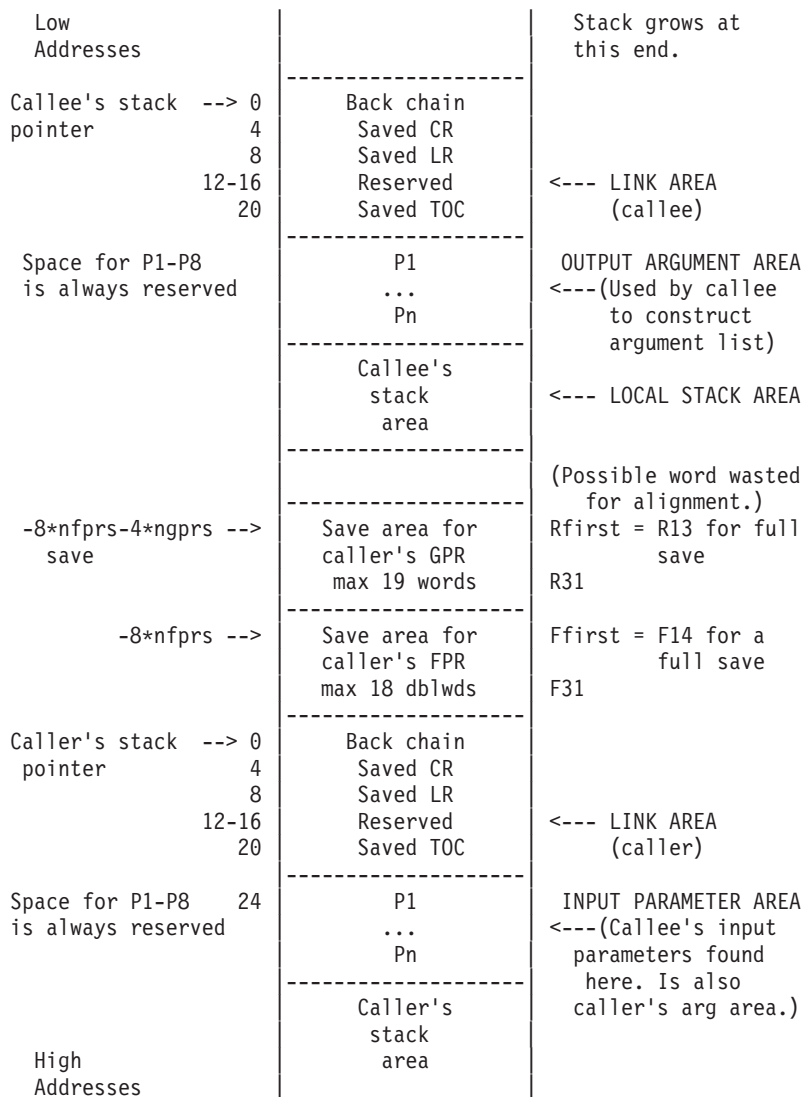 Low Stack grows at
Addresses this end.
Callee's stack --> 0 Back chain
pointer 4 Saved CR
8 Saved LR
12-16 Reserved <--- LINK AREA
20 Saved TOC (callee)
Space for P1-P8 P1 OUTPUT ARGUMENT AREA
is always reserved ... <---(Used by callee
Pn to construct
argument list)
Callee's
stack <--- LOCAL STACK AREA
area
(Possible word wasted
for alignment.)
-8*nfprs-4*ngprs --> Save area for Rfirst = R13 for full
save caller's GPR save
max 19 words R31
-8*nfprs --> Save area for Ffirst = F14 for a
caller's FPR full save
max 18 dblwds F31
Caller's stack --> 0 Back chain
pointer 4 Saved CR
8 Saved LR
12-16 Reserved <--- LINK AREA
20 Saved TOC (caller)
Space for P1-P8 24 P1 INPUT PARAMETER AREA
is always reserved ... <---(Callee's input
Pn parameters found
here. Is also
Caller's caller's arg area.)
stack
High area
Addresses